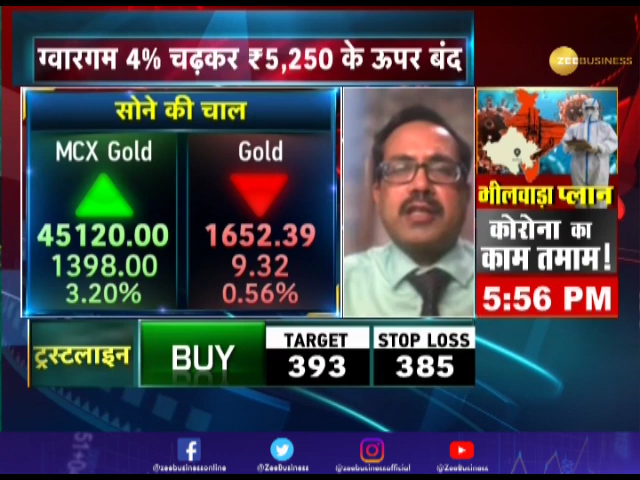 ग्वारगम 4% चढ़कर ₹5,250 के ऊपर बंद
ZEEBUSINESS
सोने की चाल
MCX Gold
Gold
45120.00
1652.39
1398.00
9.32
3.20%
0.56%
भीलवाड़ा प्लान
कोरोना का
काम तमाम!
5:56 PM
ट्रस्टलाइन
BUY
TARGET
393
STOP LOSS
385
@zeebusinessonline
@ZeeBusiness
@zeebusinessofficial
@ZeeBusiness